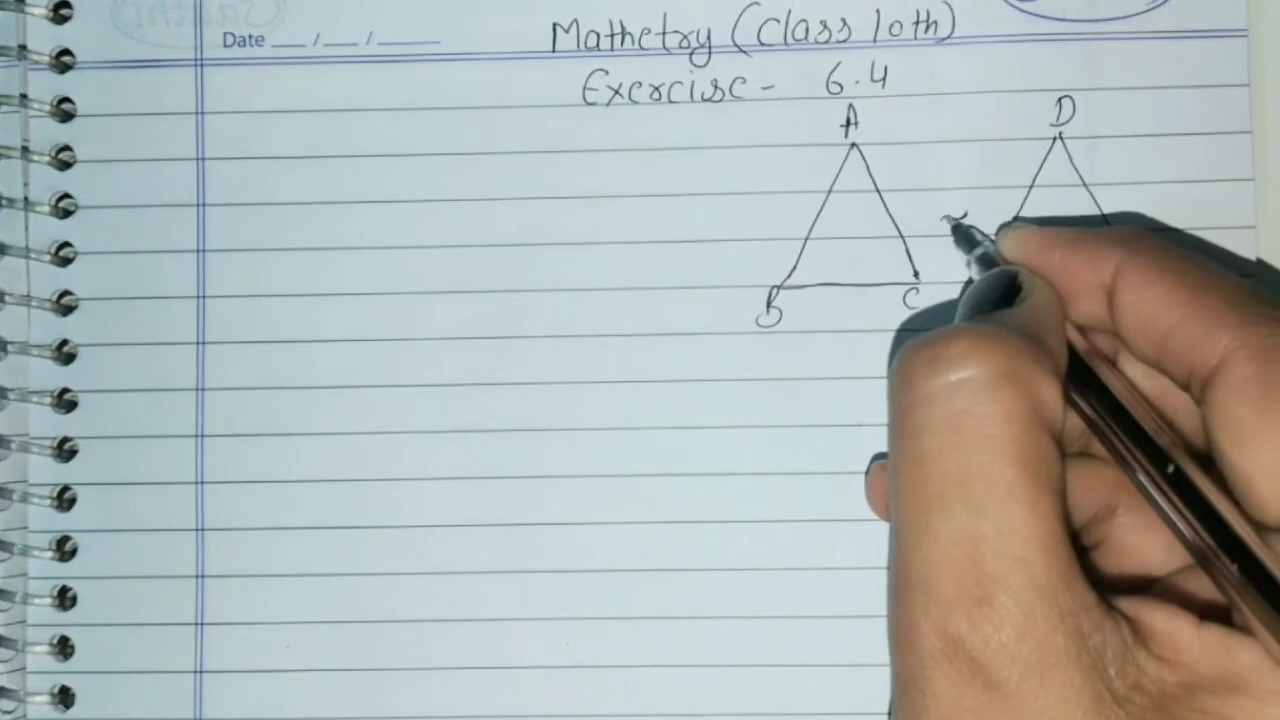 Date __/__/____
Mathetry (Class 10th)
Exercise - 6.4
A D
B C